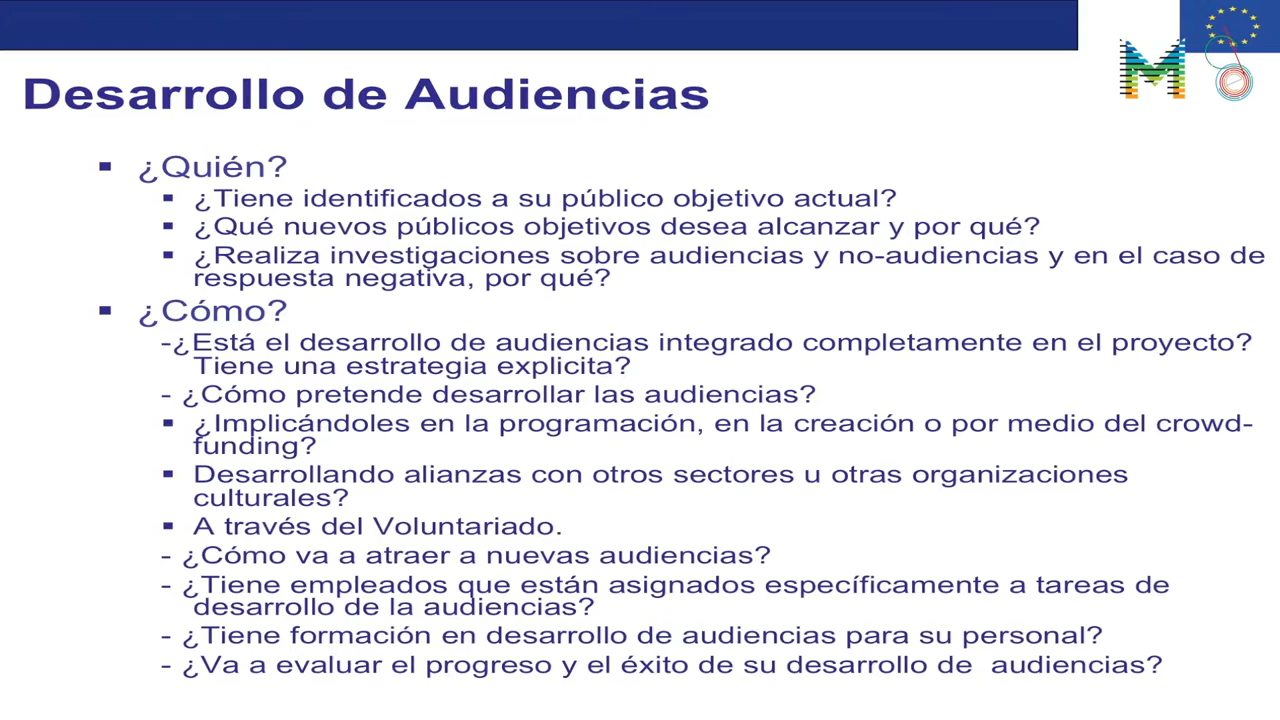 Desarrollo de Audiencias
¿Quién?
¿Tiene identificados a su público objetivo actual?
¿Qué nuevos públicos objetivos desea alcanzar y por qué?
¿Realiza investigaciones sobre audiencias y no-audiencias y en el caso de
respuesta negativa, por qué?
¿Cómo?
-¿Está el desarrollo de audiencias integrado completamente en el proyecto?
Tiene una estrategia explicita?
- ¿Cómo pretende desarrollar las audiencias?
¿Implicándoles en la programación, en la creación o por medio del crowd-
funding?
Desarrollando alianzas con otros sectores u otras organizaciones
culturales?
A través del Voluntariado.
- ¿Cómo va a atraer a nuevas audiencias?
- ¿Tiene empleados que están asignados específicamente a tareas de
desarrollo de la audiencias?
- ¿Tiene formación en desarrollo de audiencias para su personal?
- ¿Va a evaluar el progreso y el éxito de su desarrollo de  audiencias?